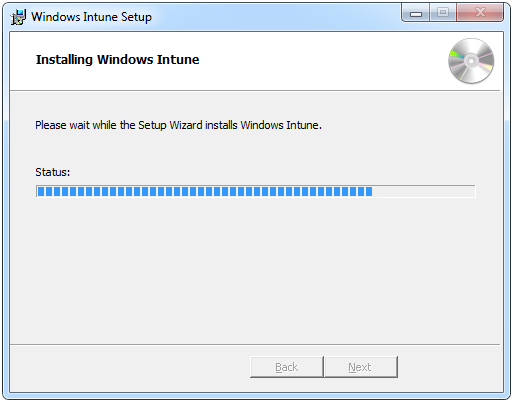 Windows Intune Setup
Installing Windows Intune
Please wait while the Setup Wizard installs Windows Intune.
Status:
Back
Next